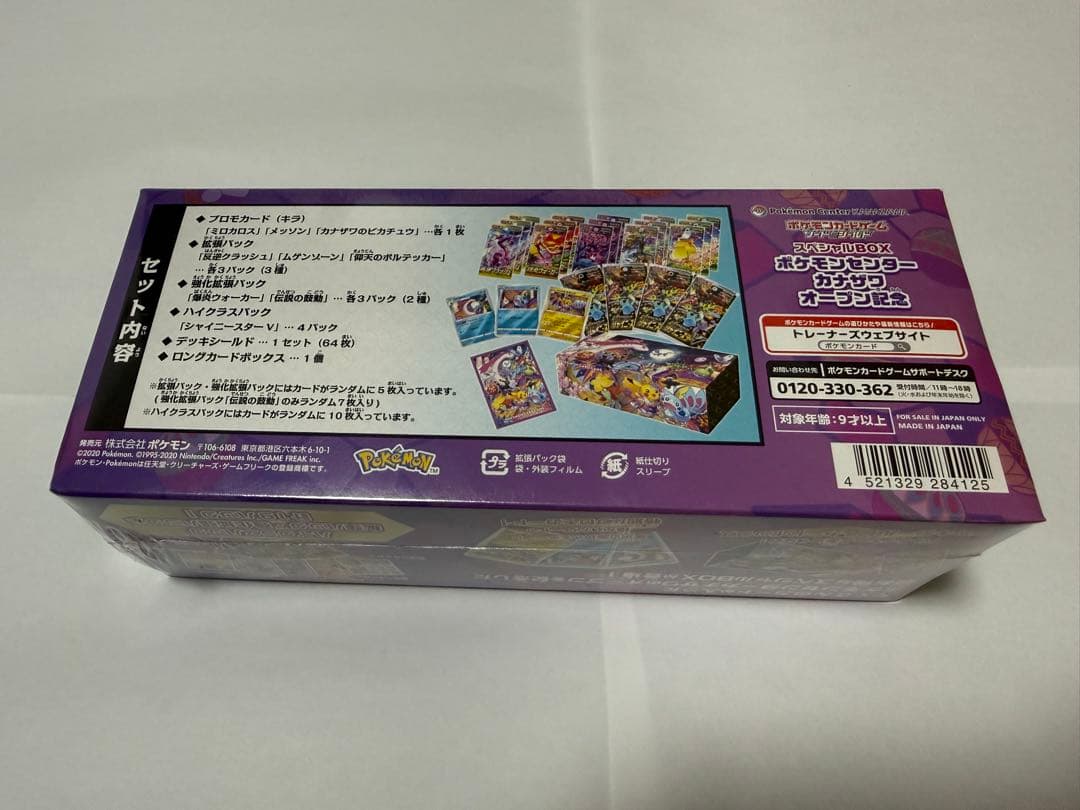 セット内容
◆ プロモカード（キラ）
「ミロカロス」「メッソン」「カナザワのピカチュウ」…各1枚
◆ 拡張パック
「反逆クラッシュ」「ムゲンゾーン」「仰天のボルテッカー」
… 各3パック（3種）
◆ 強化拡張パック
「爆炎ウォーカー」「伝説の鼓動」… 各3パック（2種）
◆ ハイクラスパック
「シャイニースターV」… 4パック
◆ デッキシールド … 1セット（64枚）
◆ ロングカードボックス … 1個
※拡張パック・強化拡張パックにはカードがランダムに5枚入っています。
（強化拡張パック「伝説の鼓動」のみランダム7枚入り）
※ハイクラスパックにはカードがランダムに10枚入っています。
発売元 株式会社ポケモン 〒106-6108 東京都港区六本木6-10-1
©2020 Pokémon. ©1995-2020 Nintendo/Creatures Inc./GAME FREAK inc.
ポケモン・Pokémonは任天堂・クリーチャーズ・ゲームフリークの登録商標です。
POKéMON
プラ
拡張パック袋
袋・外装フィルム
紙
紙仕切り
スリーブ
Pokémon Center KANAZAWA
ポケモンカードゲーム
ソード&シールド
スペシャルBOX
ポケモンセンター
カナザワ
オープン記念
ポケモンカードゲームの遊びかたや最新情報はこちら！
トレーナーズウェブサイト
ポケモンカード
お問い合わせ先 ポケモンカードゲームサポートデスク
0120-330-362 受付時間／11時～18時
対象年齢：9才以上
FOR SALE IN JAPAN ONLY
MADE IN JAPAN
4 521329 284125